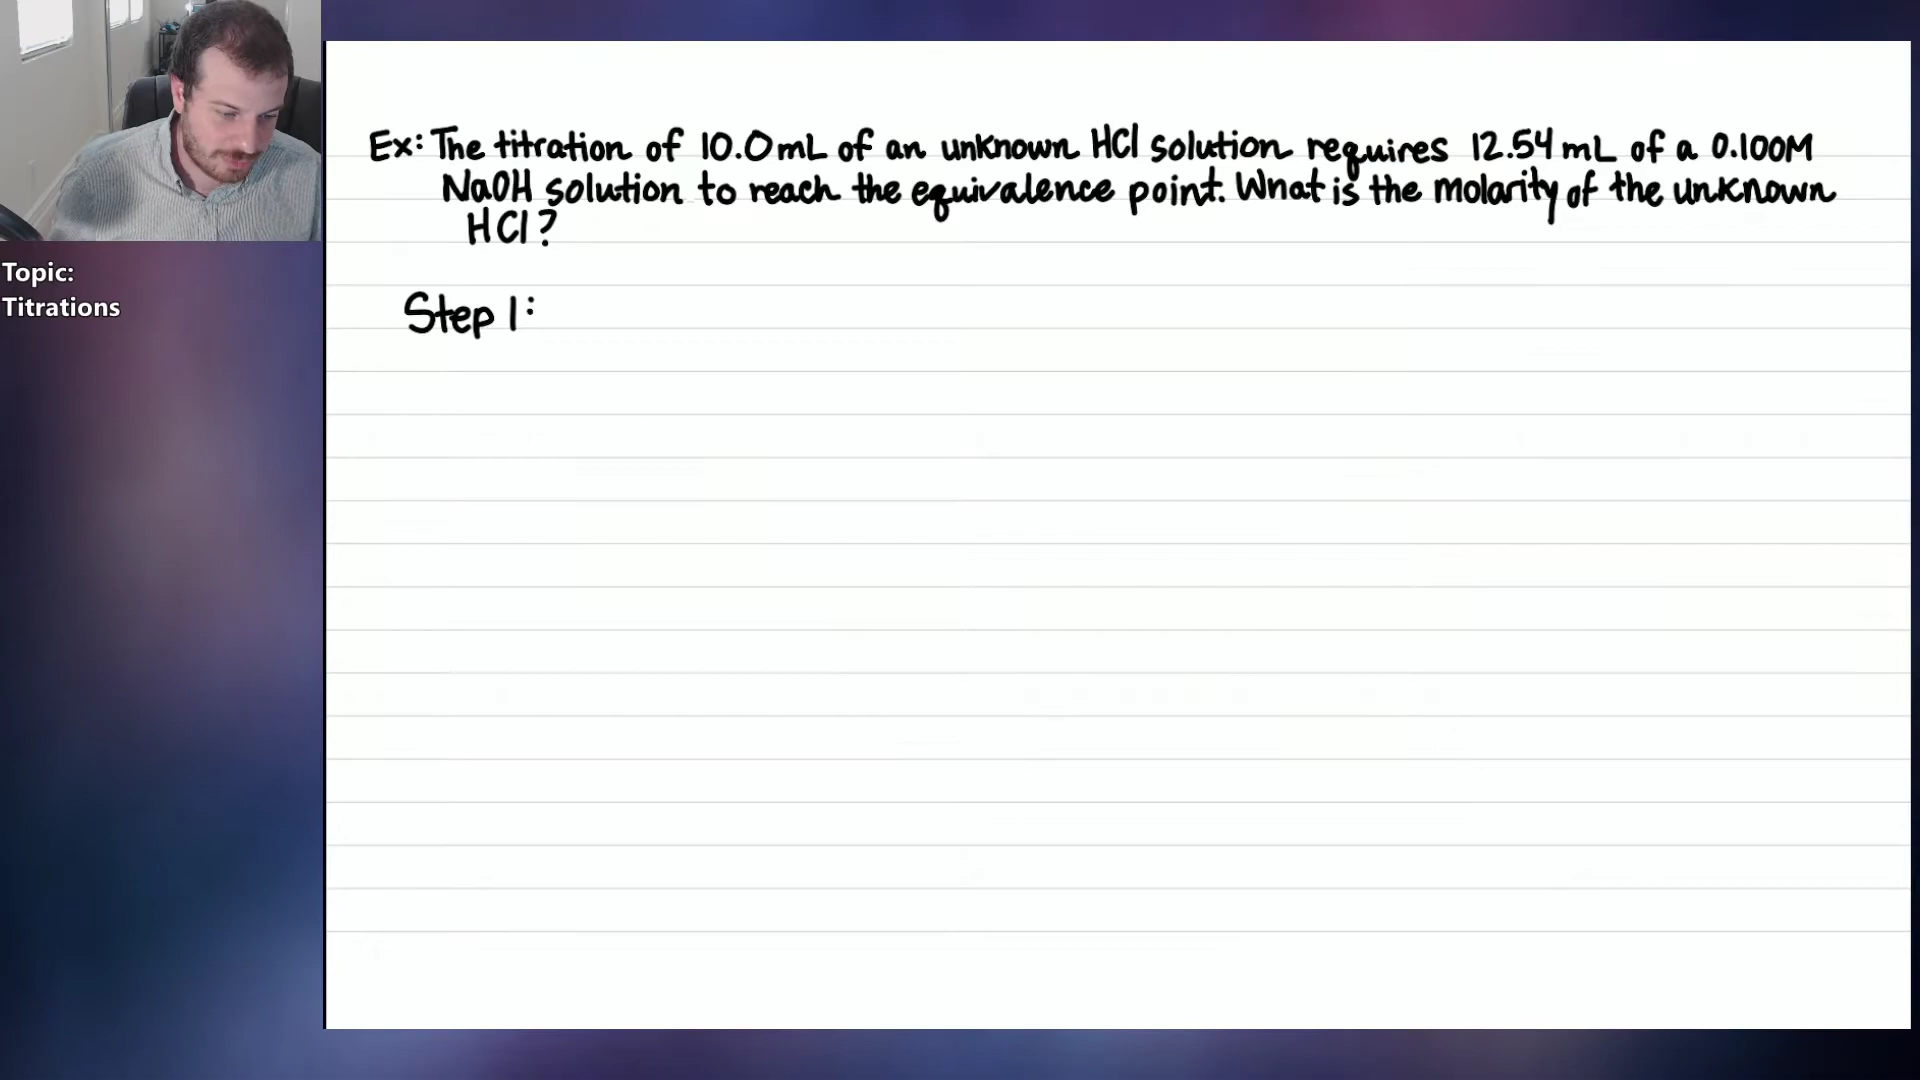 Topic:
Titrations
Ex: The titration of 10.0 mL of an unknown HCl solution requires 12.54 mL of a 0.100M
NaOH solution to reach the equivalence point. What is the molarity of the unknown
HCl?
Step 1: